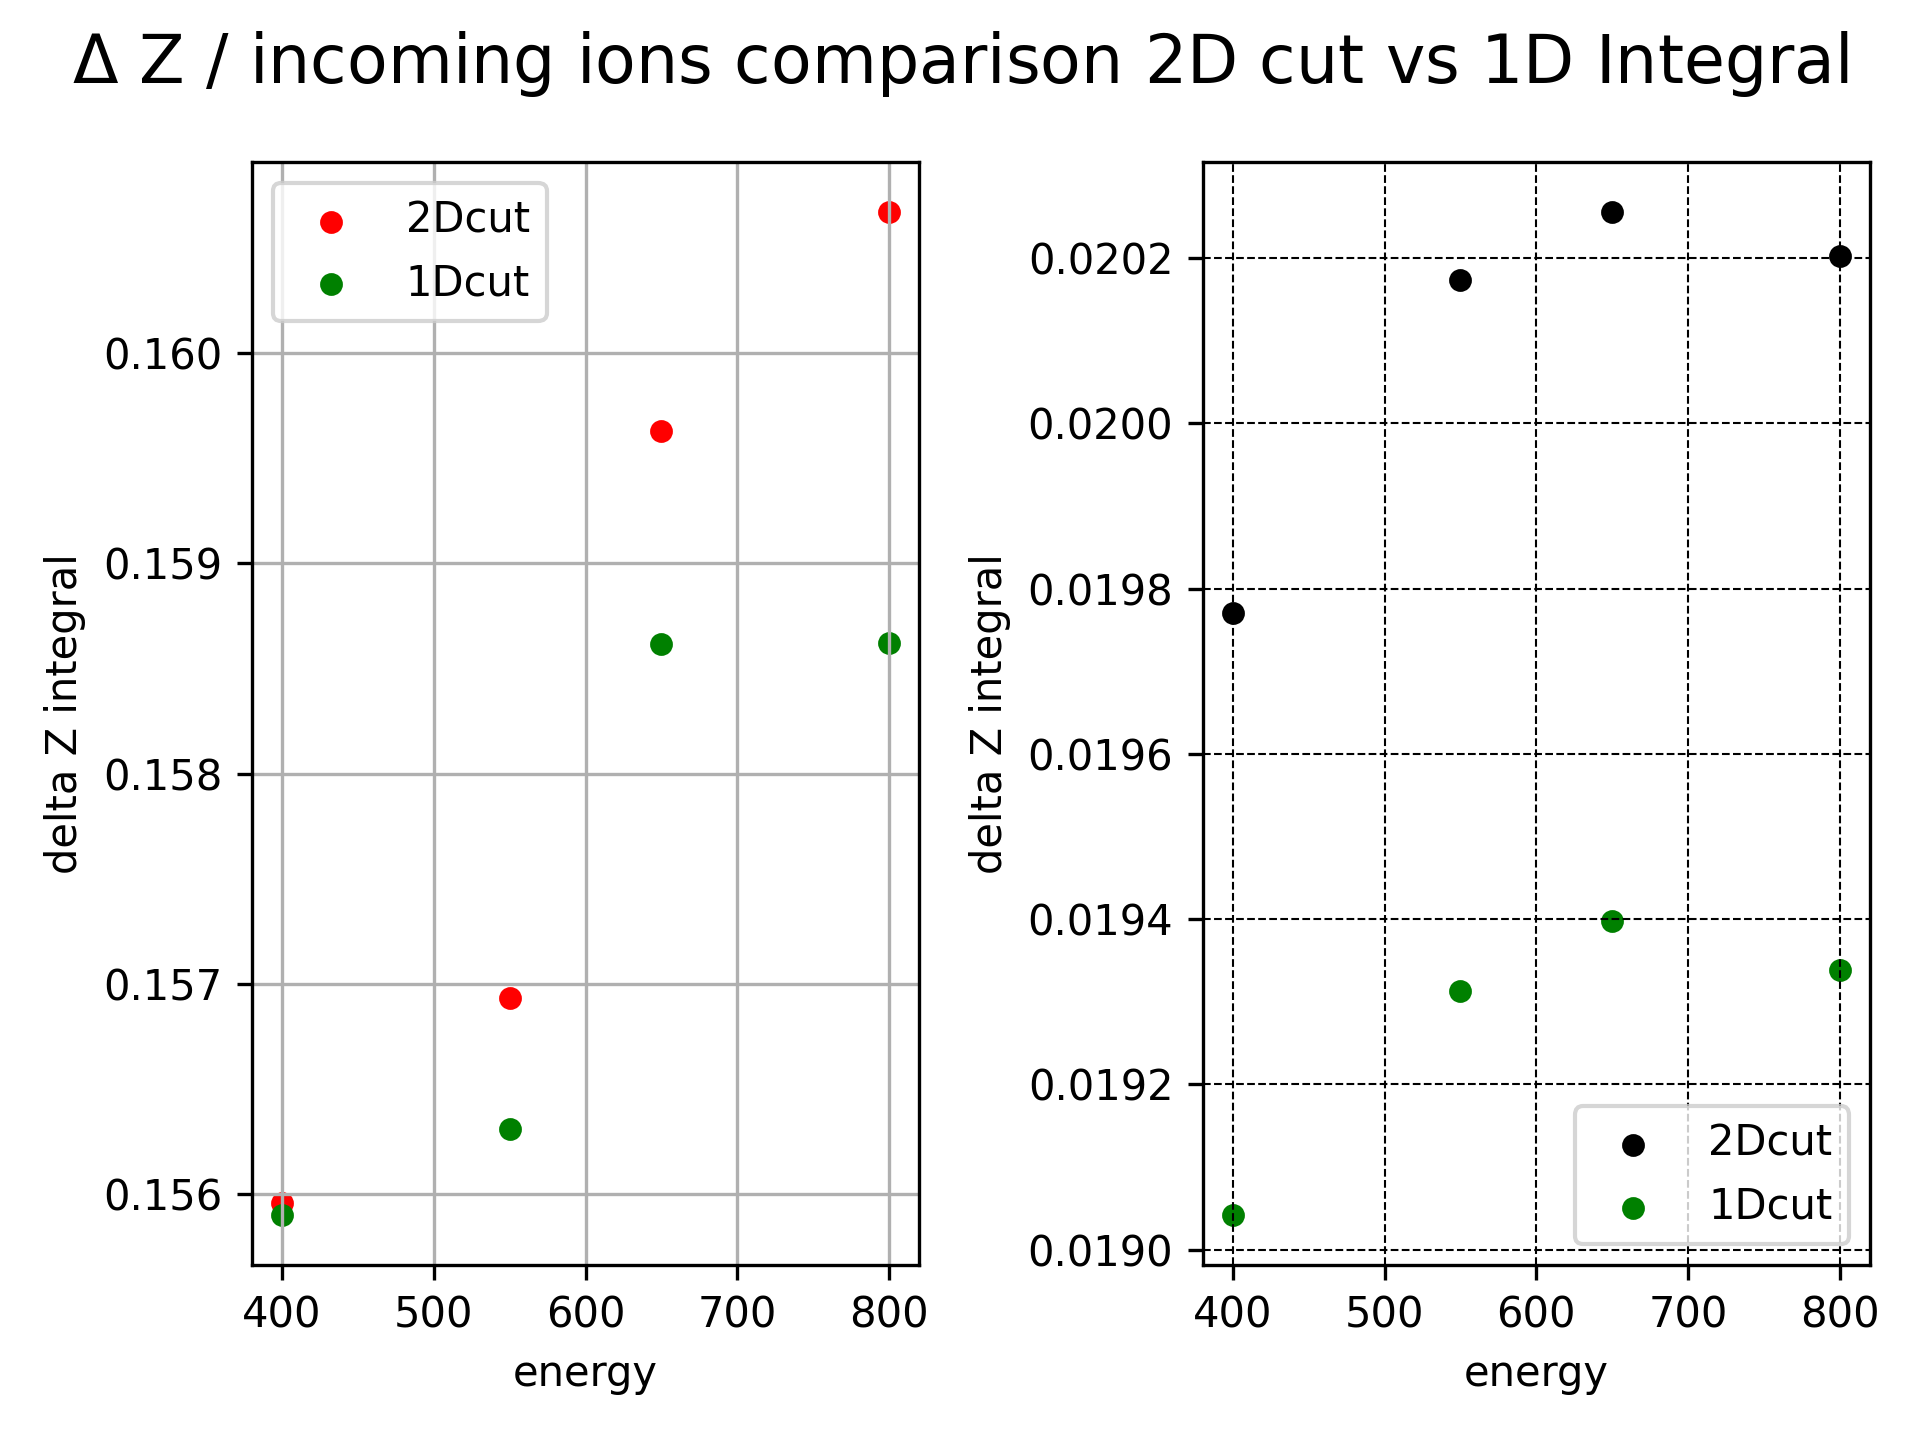 Δ Z / incoming ions comparison 2D cut vs 1D Integral
2Dcut
1Dcut
0.160
0.159
0.158
0.157
0.156
delta Z integral
400 500 600 700 800
energy
0.0202
0.0200
0.0198
0.0196
0.0194
0.0192
0.0190
delta Z integral
2Dcut
1Dcut
400 500 600 700 800
energy